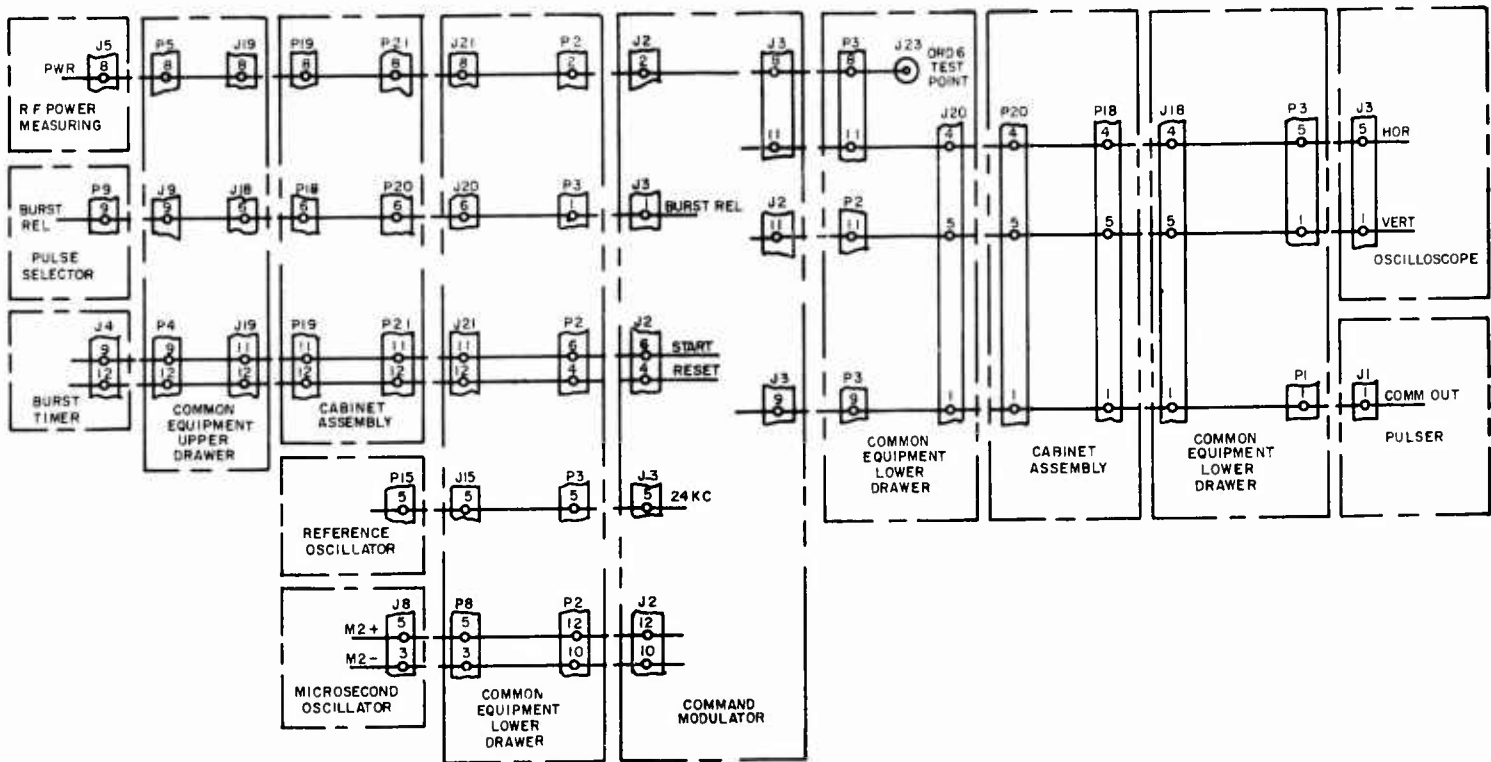 J5 P5 J19 P19 P21 J21 P2 J2 J3 P3 J23 ORD 6
TEST
POINT
PWR 8 8 8 8 8 8 2 2 8 8
R F POWER
MEASURING
J20 P20 P18 J18 P3 J3
11 11 4 4 4 4 5 5 HOR
P9 J9 J18 P18 P20 J20 P3 J3
BURST
REL
9 9 6 6 6 6 1 1 BURST REL
PULSE
SELECTOR
J2 P2
11 11 5 5 5 5 1 1 VERT
OSCILLOSCOPE
J4 P4 J19 P19 P21 J21 P2 J2
9 9 11 11 11 11 6 6 START
12 12 12 12 12 12 4 4 RESET
BURST
TIMER
COMMON
EQUIPMENT
UPPER
DRAWER
CABINET
ASSEMBLY
J3 P3 P1 J1
9 9 1 1 1 1 1 1 COMM OUT
PULSER
COMMON
EQUIPMENT
LOWER
DRAWER
CABINET
ASSEMBLY
COMMON
EQUIPMENT
LOWER
DRAWER
P15 J15 P3 J3
5 5 5 5 24 KC
REFERENCE
OSCILLATOR
J8 P8 P2 J2
M2+ 5 5 12 12
M2- 3 3 10 10
MICROSECOND
OSCILLATOR
COMMON
EQUIPMENT
LOWER
DRAWER
COMMAND
MODULATOR